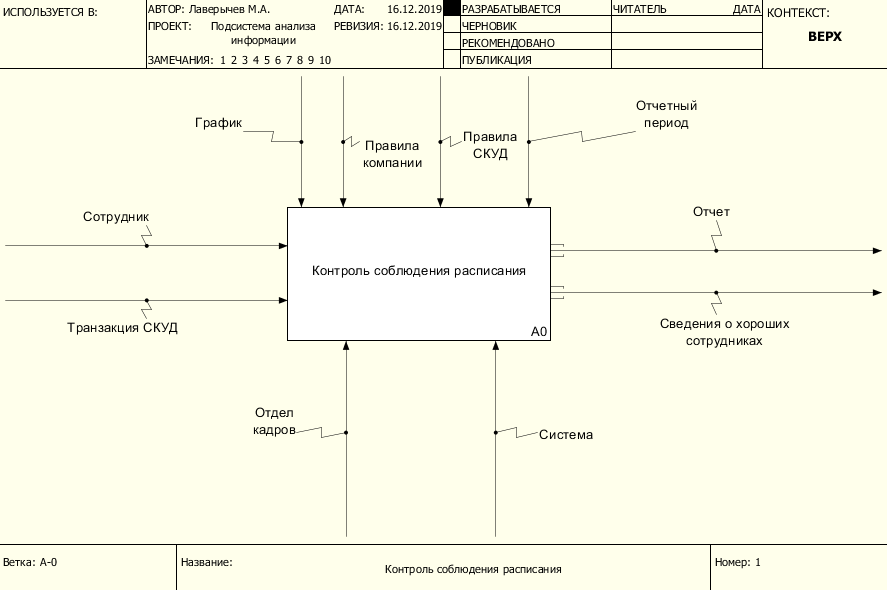 ИСПОЛЬЗУЕТСЯ В:
АВТОР: Лаверычев М.А.
ДАТА: 16.12.2019
ПРОЕКТ: Подсистема анализа
информации
РЕВИЗИЯ: 16.12.2019
ЗАМЕЧАНИЯ: 1 2 3 4 5 6 7 8 9 10
РАЗРАБАТЫВАЕТСЯ
ЧЕРНОВИК
РЕКОМЕНДОВАНО
ПУБЛИКАЦИЯ
ЧИТАТЕЛЬ
ДАТА
КОНТЕКСТ:
ВЕРХ
График
Правила
компании
Правила
СКУД
Отчетный
период
Сотрудник
Транзакция СКУД
Контроль соблюдения расписания
A0
Отчет
Сведения о хороших
сотрудниках
Отдел
кадров
Система
Ветка: A-0
Название:
Контроль соблюдения расписания
Номер: 1